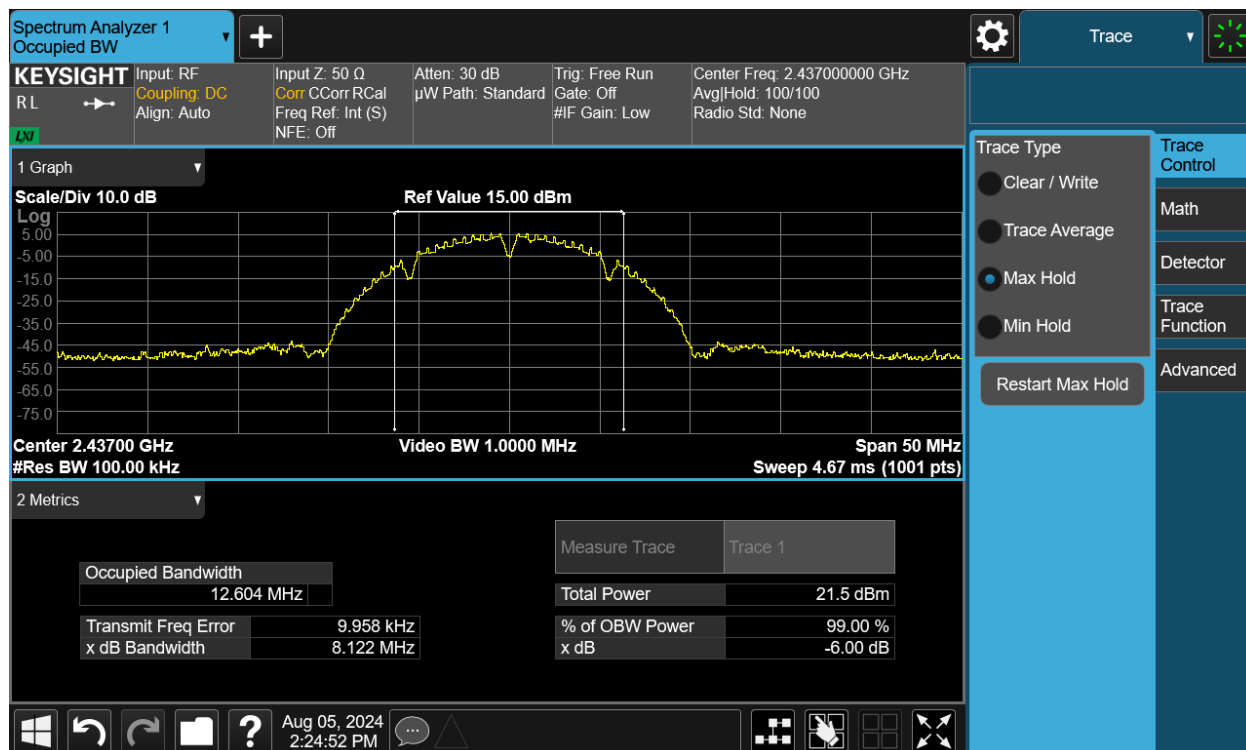 Spectrum Analyzer 1
Occupied BW
+
Trace
KEYSIGHT
R L
LXI
Input: RF
Coupling: DC
Align: Auto
Input Z: 50 Ω
Corr CCorr RCal
Freq Ref: Int (S)
NFE: Off
Atten: 30 dB
µW Path: Standard
Trig: Free Run
Gate: Off
#IF Gain: Low
Center Freq: 2.437000000 GHz
Avg|Hold: 100/100
Radio Std: None
1 Graph
Scale/Div 10.0 dB
Ref Value 15.00 dBm
Log
5.00
-5.00
-15.0
-25.0
-35.0
-45.0
-55.0
-65.0
-75.0
Center 2.43700 GHz
Video BW 1.0000 MHz
Span 50 MHz
#Res BW 100.00 kHz
Sweep 4.67 ms (1001 pts)
2 Metrics
Measure Trace
Trace 1
Occupied Bandwidth
12.604 MHz
Total Power
21.5 dBm
Transmit Freq Error
9.958 kHz
% of OBW Power
99.00 %
x dB Bandwidth
8.122 MHz
x dB
-6.00 dB
Trace Type
Clear / Write
Trace Average
Max Hold
Min Hold
Restart Max Hold
Trace
Control
Math
Detector
Trace
Function
Advanced
?
Aug 05, 2024
2:24:52 PM